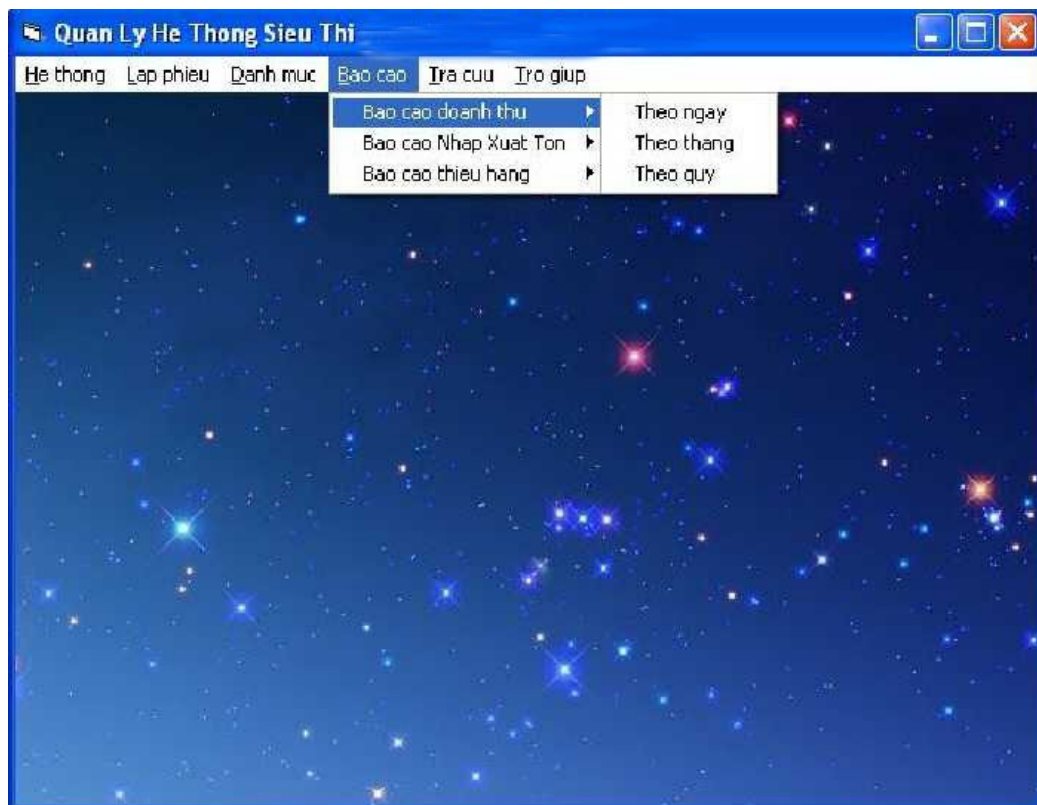 Quan Ly He Thong Sieu Thi
He thong Lap phieu Danh muc Bao cao Tra cuu Tro giup
Bao cao doanh thu Theo ngay
Bao cao Nhap Xuat Ton Theo thang
Bao cao thieu hang Theo quy